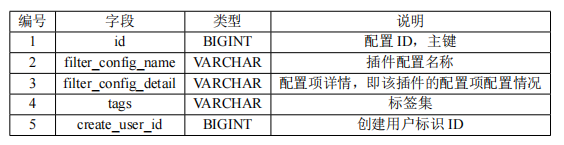 编号 字段 类型 说明
1 id BIGINT 配置 ID，主键
2 filter_config_name VARCHAR 插件配置名称
3 filter_config_detail VARCHAR 配置项详情，即该插件的配置项配置情况
4 tags VARCHAR 标签集
5 create_user_id BIGINT 创建用户标识 ID